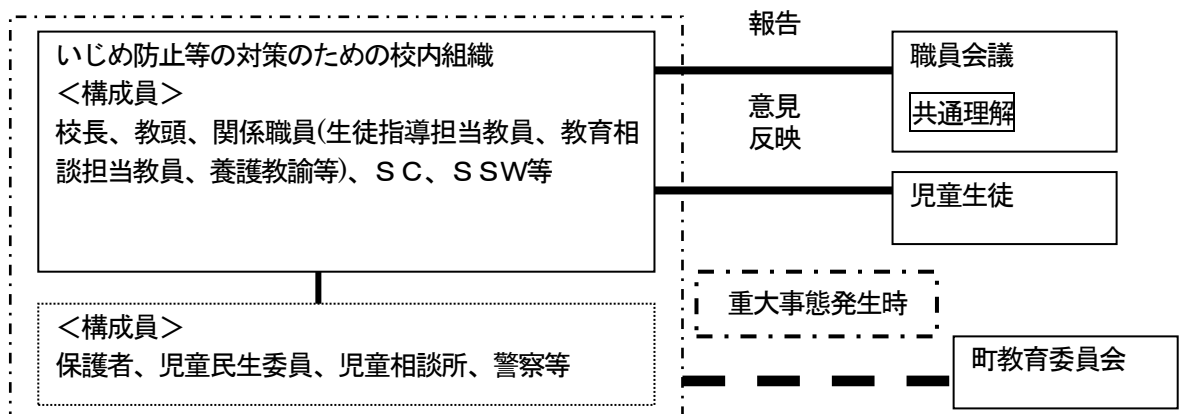 いじめ防止等の対策のための校内組織
＜構成員＞
校長、教頭、関係職員(生徒指導担当教員、教育相
談担当教員、養護教諭等)、ＳＣ、ＳＳＷ等
＜構成員＞
保護者、児童民生委員、児童相談所、警察等
報告
意見
反映
職員会議
共通理解
児童生徒
重大事態発生時
町教育委員会